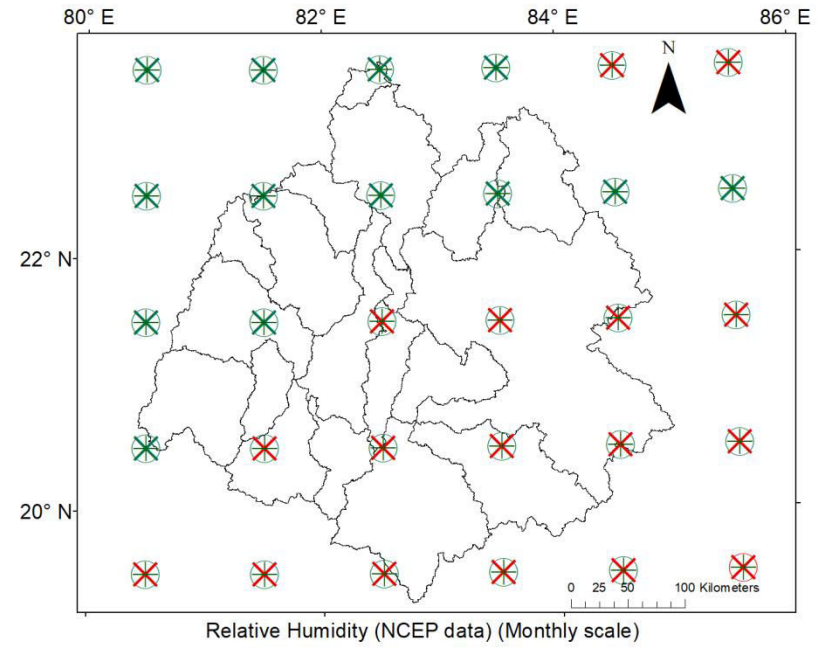 80° E 82° E 84° E 86° E
N
22° N
20° N
0 25 50 100 Kilometers
Relative Humidity (NCEP data) (Monthly scale)